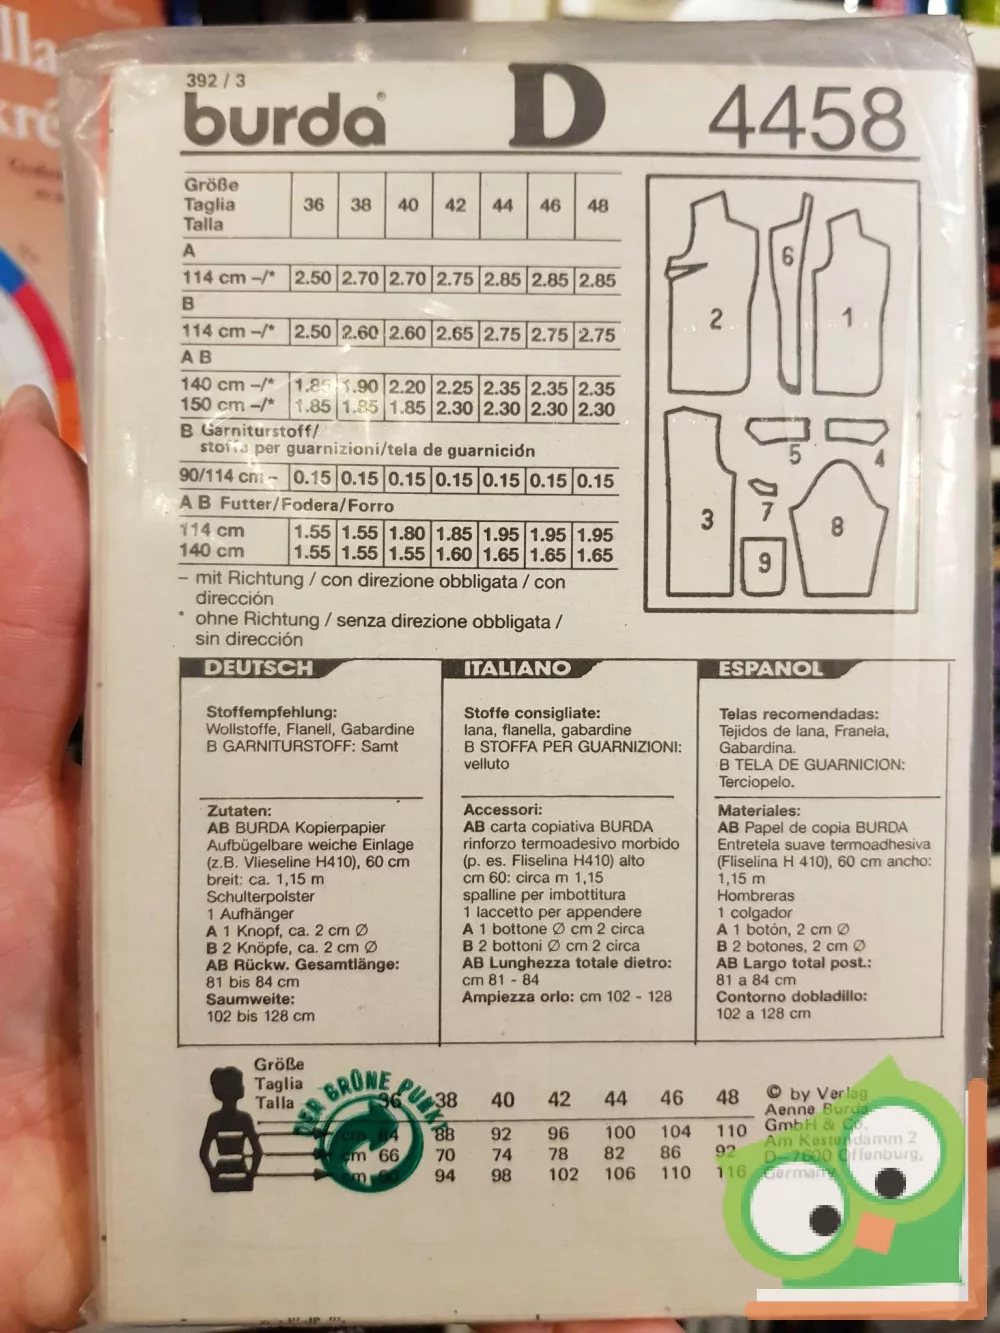 lla
kré
392 / 3
burda® D 4458
Größe
Taglia 36 38 40 42 44 46 48
Talla
A
114 cm –/* 2.50 2.70 2.70 2.75 2.85 2.85 2.85
B
114 cm –/* 2.50 2.60 2.60 2.65 2.75 2.75 2.75
A B
140 cm –/* 1.85 1.90 2.20 2.25 2.35 2.35 2.35
150 cm –/* 1.85 1.85 1.85 2.30 2.30 2.30 2.30
B Garniturstoff/
stoffa per guarnizioni/tela de guarnición
90/114 cm – 0.15 0.15 0.15 0.15 0.15 0.15 0.15
A B Futter/Fodera/Forro
114 cm 1.55 1.55 1.80 1.85 1.95 1.95 1.95
140 cm 1.55 1.55 1.55 1.60 1.65 1.65 1.65
– mit Richtung / con direzione obbligata / con
dirección
* ohne Richtung / senza direzione obbligata /
sin dirección
6
2
1
5
4
3
7
8
9
DEUTSCH
Stoffempfehlung:
Wollstoffe, Flanell, Gabardine
B GARNITURSTOFF: Samt
Zutaten:
AB BURDA Kopierpapier
Aufbügelbare weiche Einlage
(z.B. Vlieseline H410), 60 cm
breit: ca. 1,15 m
Schulterpolster
1 Aufhänger
A 1 Knopf, ca. 2 cm Ø
B 2 Knöpfe, ca. 2 cm Ø
AB Rückw. Gesamtlänge:
81 bis 84 cm
Saumweite:
102 bis 128 cm
ITALIANO
Stoffe consigliate:
lana, flanella, gabardine
B STOFFA PER GUARNIZIONI:
velluto
Accessori:
AB carta copiativa BURDA
rinforzo termoadesivo morbido
(p. es. Fliselina H410) alto
cm 60: circa m 1,15
spalline per imbottitura
1 laccetto per appendere
A 1 bottone Ø cm 2 circa
B 2 bottoni Ø cm 2 circa
AB Lunghezza totale dietro:
cm 81 - 84
Ampiezza orlo: cm 102 - 128
ESPAÑOL
Telas recomendadas:
Tejidos de lana, Franela,
Gabardina.
B TELA DE GUARNICION:
Terciopelo.
Materiales:
AB Papel de copia BURDA
Entretela suave termoadhesiva
(Fliselina H 410), 60 cm ancho:
1,15 m
Hombreras
1 colgador
A 1 botón, 2 cm Ø
B 2 botones, 2 cm Ø
AB Largo total post.:
81 a 84 cm
Contorno dobladillo:
102 a 128 cm
Größe
Taglia
Talla 36 38 40 42 44 46 48
cm 84 88 92 96 100 104 110
cm 66 70 74 78 82 86 92
cm 90 94 98 102 106 110 116
DER GRÜNE PUNKT
© by Verlag
Aenne Burda
GmbH & Co.
Am Kestendamm 2
D–7600 Offenburg,
Germany